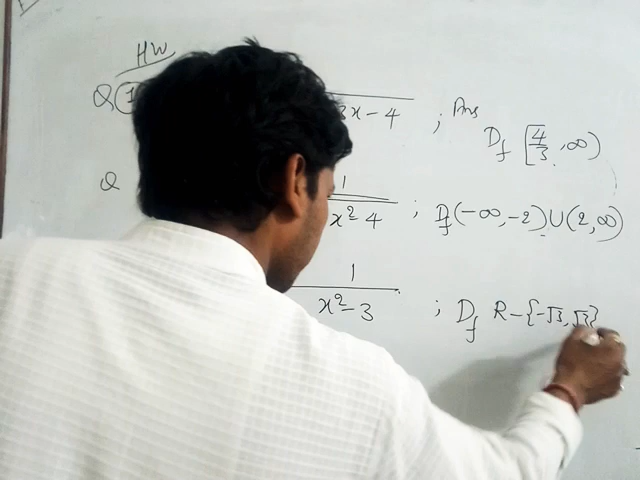 HW
Q 1 3x-4 ; Ans
Df [4/3, ∞)
Q 1/x²-4 ; Df (-∞,-2)∪(2,∞)
1/x²-3 ; Df R-{-√3,√3}